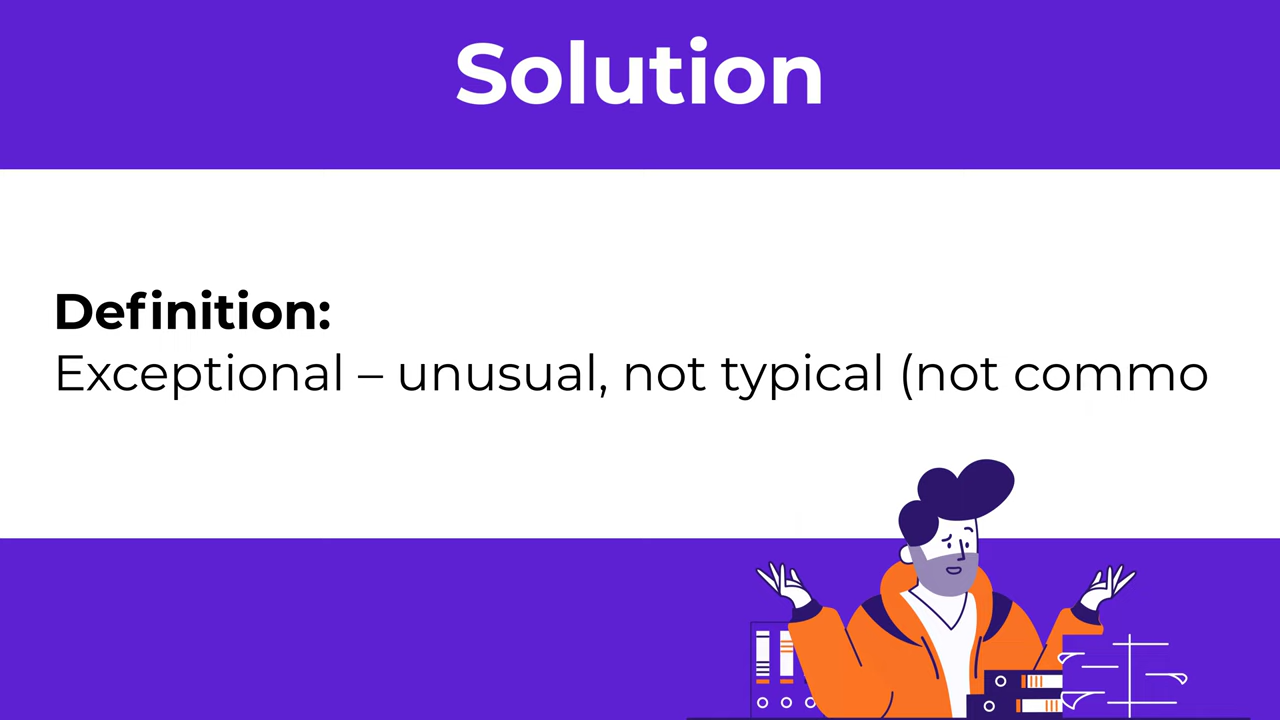 Solution
Definition:
Exceptional – unusual, not typical (not commo